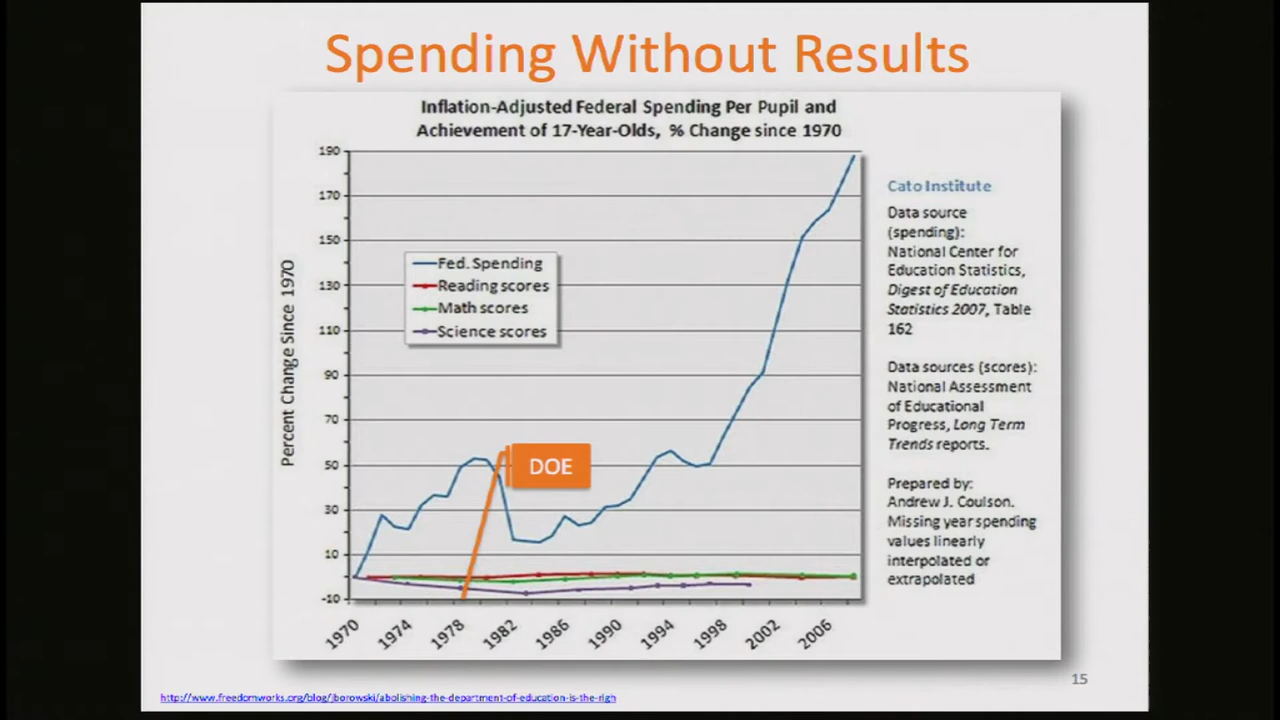 Spending Without Results
Inflation-Adjusted Federal Spending Per Pupil and
Achievement of 17-Year-Olds, % Change since 1970
190
170
150
130
110
90
70
50
30
10
-10
Percent Change Since 1970
Fed. Spending
Reading scores
Math scores
Science scores
DOE
1970
1974
1978
1982
1986
1990
1994
1998
2002
2006
Cato Institute
Data source
(spending):
National Center for
Education Statistics,
Digest of Education
Statistics 2007, Table
162
Data sources (scores):
National Assessment
of Educational
Progress, Long Term
Trends reports.
Prepared by:
Andrew J. Coulson.
Missing year spending
values linearly
interpolated or
extrapolated
15
http://www.freedomworks.org/blog/jborowski/abolishing-the-department-of-education-is-the-righ